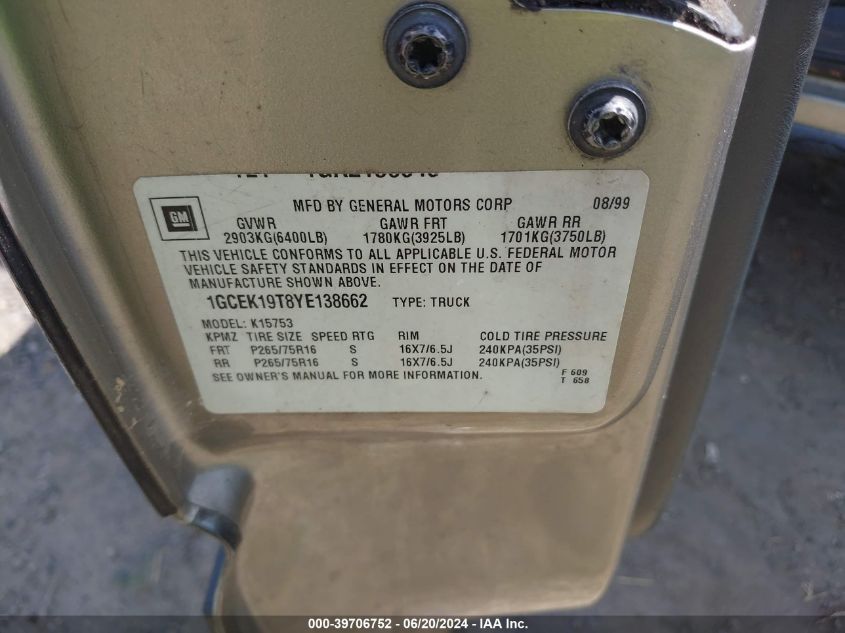 MFD BY GENERAL MOTORS CORP 08/99
GM
GVWR GAWR FRT GAWR RR
2903KG(6400LB) 1780KG(3925LB) 1701KG(3750LB)
THIS VEHICLE CONFORMS TO ALL APPLICABLE U.S. FEDERAL MOTOR
VEHICLE SAFETY STANDARDS IN EFFECT ON THE DATE OF
MANUFACTURE SHOWN ABOVE.
1GCEK19T8YE138662 TYPE: TRUCK
MODEL: K15753
KPMZ TIRE SIZE SPEED RTG RIM COLD TIRE PRESSURE
FRT P265/75R16 S 16X7/6.5J 240KPA(35PSI)
RR P265/75R16 S 16X7/6.5J 240KPA(35PSI)
SEE OWNER'S MANUAL FOR MORE INFORMATION.
F 609
T 658
000-39706752 - 06/20/2024 - IAA Inc.